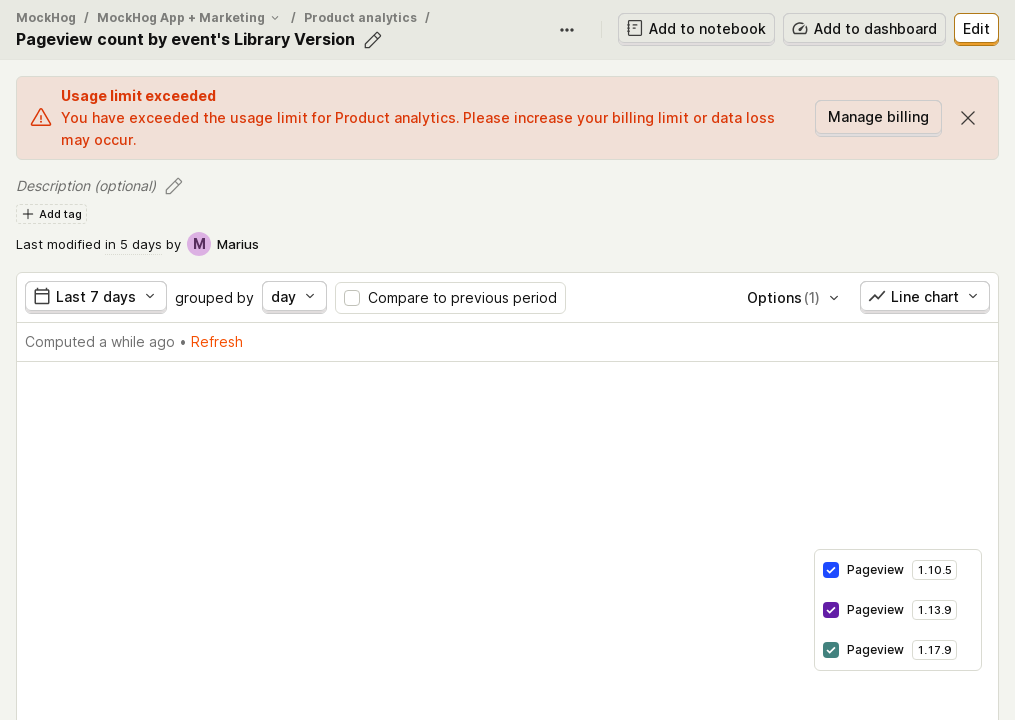 MockHog / MockHog App + Marketing / Product analytics /
Pageview count by event's Library Version
Add to notebook
Add to dashboard
Edit
Usage limit exceeded
You have exceeded the usage limit for Product analytics. Please increase your billing limit or data loss
may occur.
Manage billing
Description (optional)
Add tag
Last modified in 5 days by M Marius
Last 7 days grouped by day Compare to previous period Options (1) Line chart
Computed a while ago • Refresh
Pageview 1.10.5
Pageview 1.13.9
Pageview 1.17.9